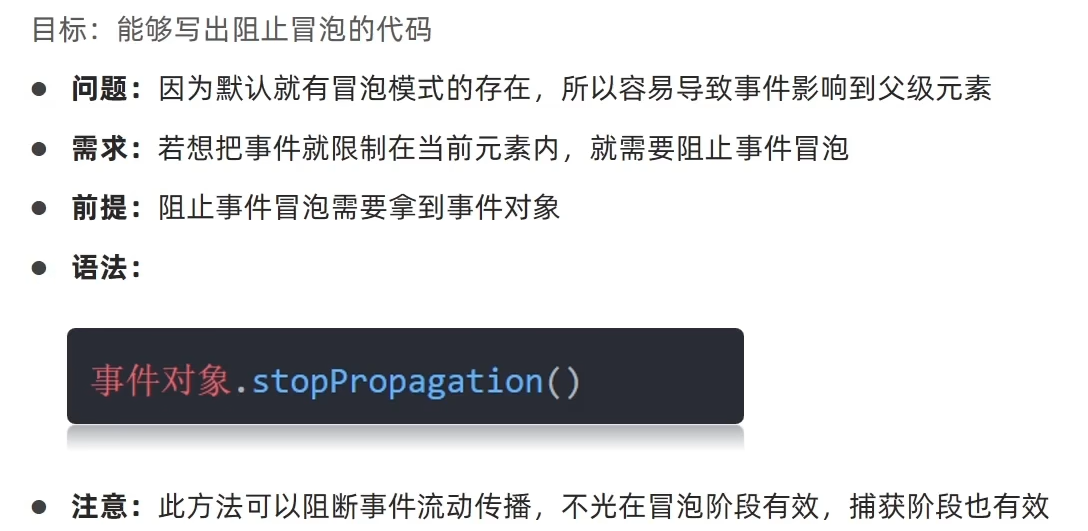 目标：能够写出阻止冒泡的代码
● 问题：因为默认就有冒泡模式的存在，所以容易导致事件影响到父级元素
● 需求：若想把事件就限制在当前元素内，就需要阻止事件冒泡
● 前提：阻止事件冒泡需要拿到事件对象
● 语法：
事件对象.stopPropagation()
● 注意：此方法可以阻断事件流动传播，不光在冒泡阶段有效，捕获阶段也有效